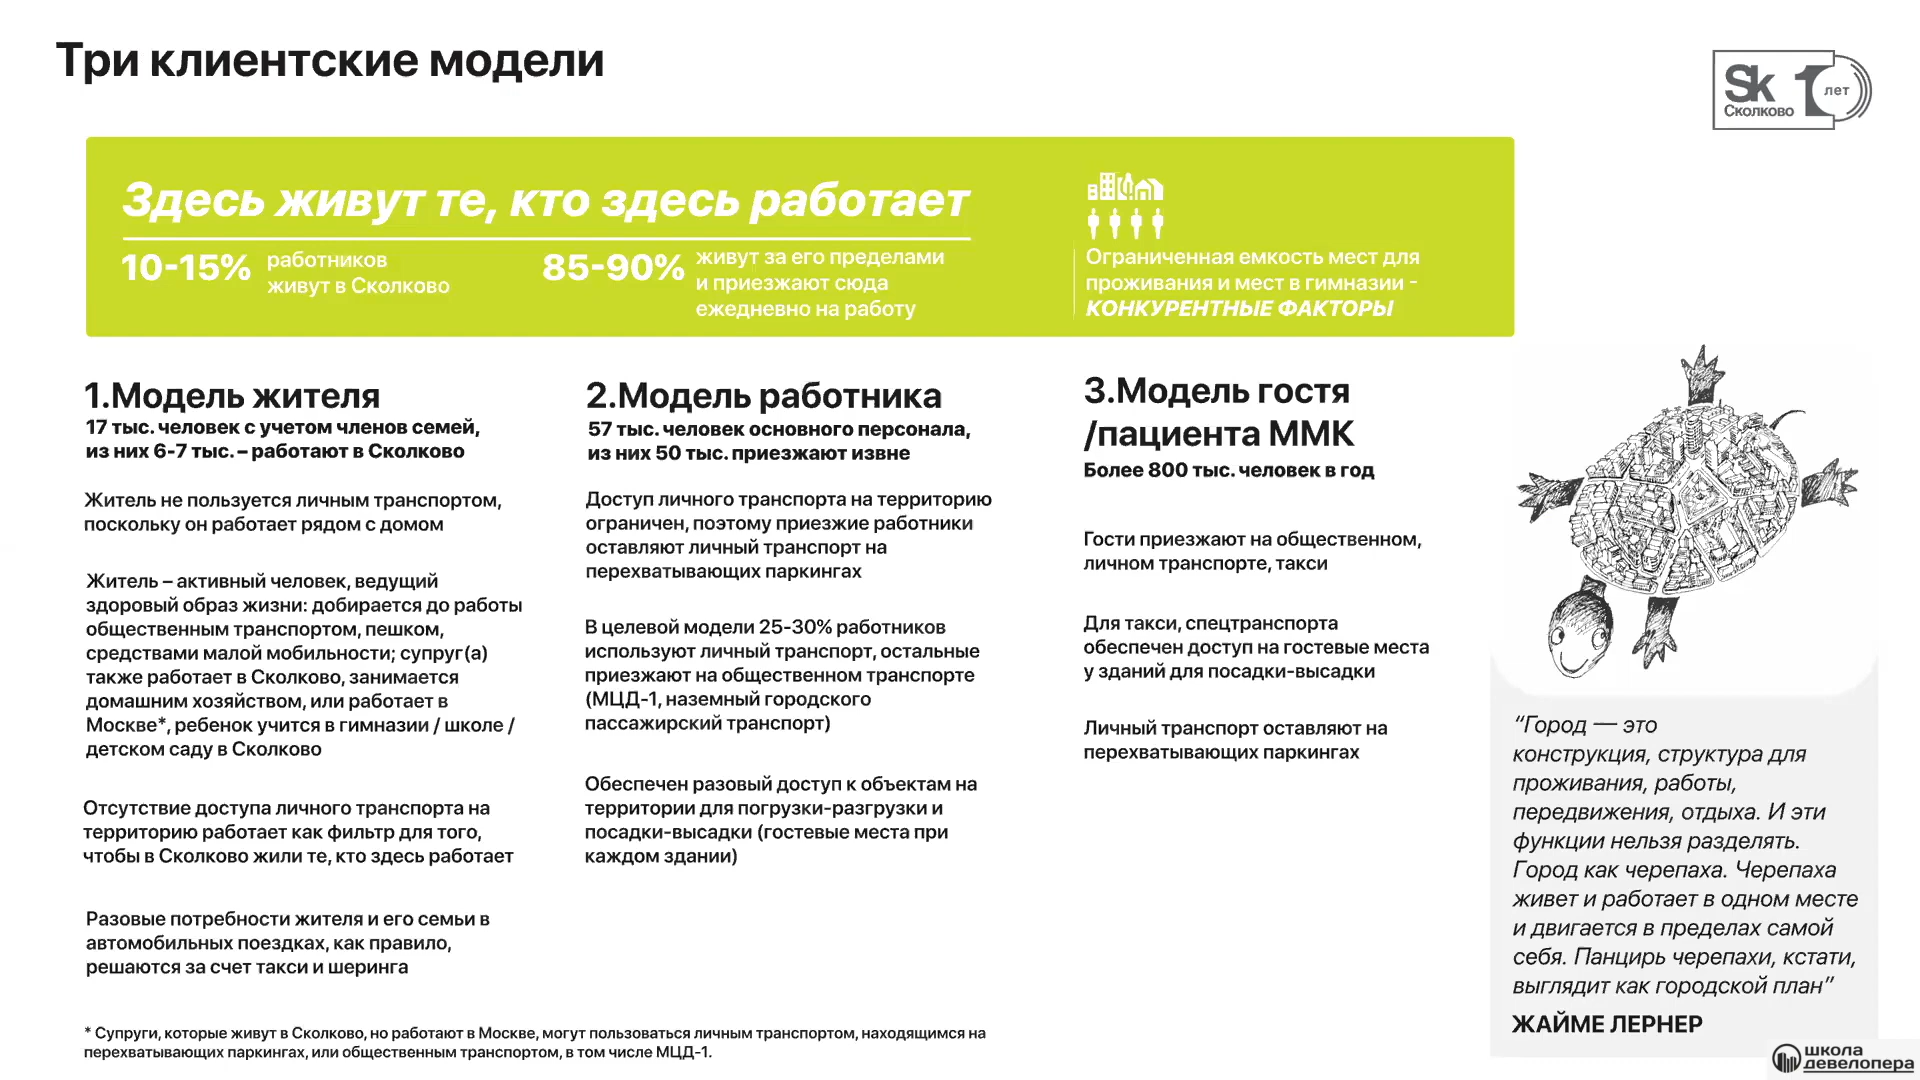 Три клиентские модели
Sk
Сколково
10
лет
Здесь живут те, кто здесь работает
10-15%
работников
живут в Сколково
85-90%
живут за его пределами
и приезжают сюда
ежедневно на работу
Ограниченная емкость мест для
проживания и мест в гимназии -
КОНКУРЕНТНЫЕ ФАКТОРЫ
1.Модель жителя
17 тыс. человек с учетом членов семей,
из них 6-7 тыс. – работают в Сколково
Житель не пользуется личным транспортом,
поскольку он работает рядом с домом
Житель – активный человек, ведущий
здоровый образ жизни: добирается до работы
общественным транспортом, пешком,
средствами малой мобильности; супруг(а)
также работает в Сколково, занимается
домашним хозяйством, или работает в
Москве*, ребенок учится в гимназии / школе /
детском саду в Сколково
Отсутствие доступа личного транспорта на
территорию работает как фильтр для того,
чтобы в Сколково жили те, кто здесь работает
Разовые потребности жителя и его семьи в
автомобильных поездках, как правило,
решаются за счет такси и шеринга
2.Модель работника
57 тыс. человек основного персонала,
из них 50 тыс. приезжают извне
Доступ личного транспорта на территорию
ограничен, поэтому приезжие работники
оставляют личный транспорт на
перехватывающих паркингах
В целевой модели 25-30% работников
используют личный транспорт, остальные
приезжают на общественном транспорте
(МЦД-1, наземный городского
пассажирский транспорт)
Обеспечен разовый доступ к объектам на
территории для погрузки-разгрузки и
посадки-высадки (гостевые места при
каждом здании)
3.Модель гостя
/пациента ММК
Более 800 тыс. человек в год
Гости приезжают на общественном,
личном транспорте, такси
Для такси, спецтранспорта
обеспечен доступ на гостевые места
у зданий для посадки-высадки
Личный транспорт оставляют на
перехватывающих паркингах
“Город — это
конструкция, структура для
проживания, работы,
передвижения, отдыха. И эти
функции нельзя разделять.
Город как черепаха. Черепаха
живет и работает в одном месте
и двигается в пределах самой
себя. Панцирь черепахи, кстати,
выглядит как городской план”
ЖАЙМЕ ЛЕРНЕР
* Супруги, которые живут в Сколково, но работают в Москве, могут пользоваться личным транспортом, находящимся на
перехватывающих паркингах, или общественным транспортом, в том числе МЦД-1.
школа
девелопера